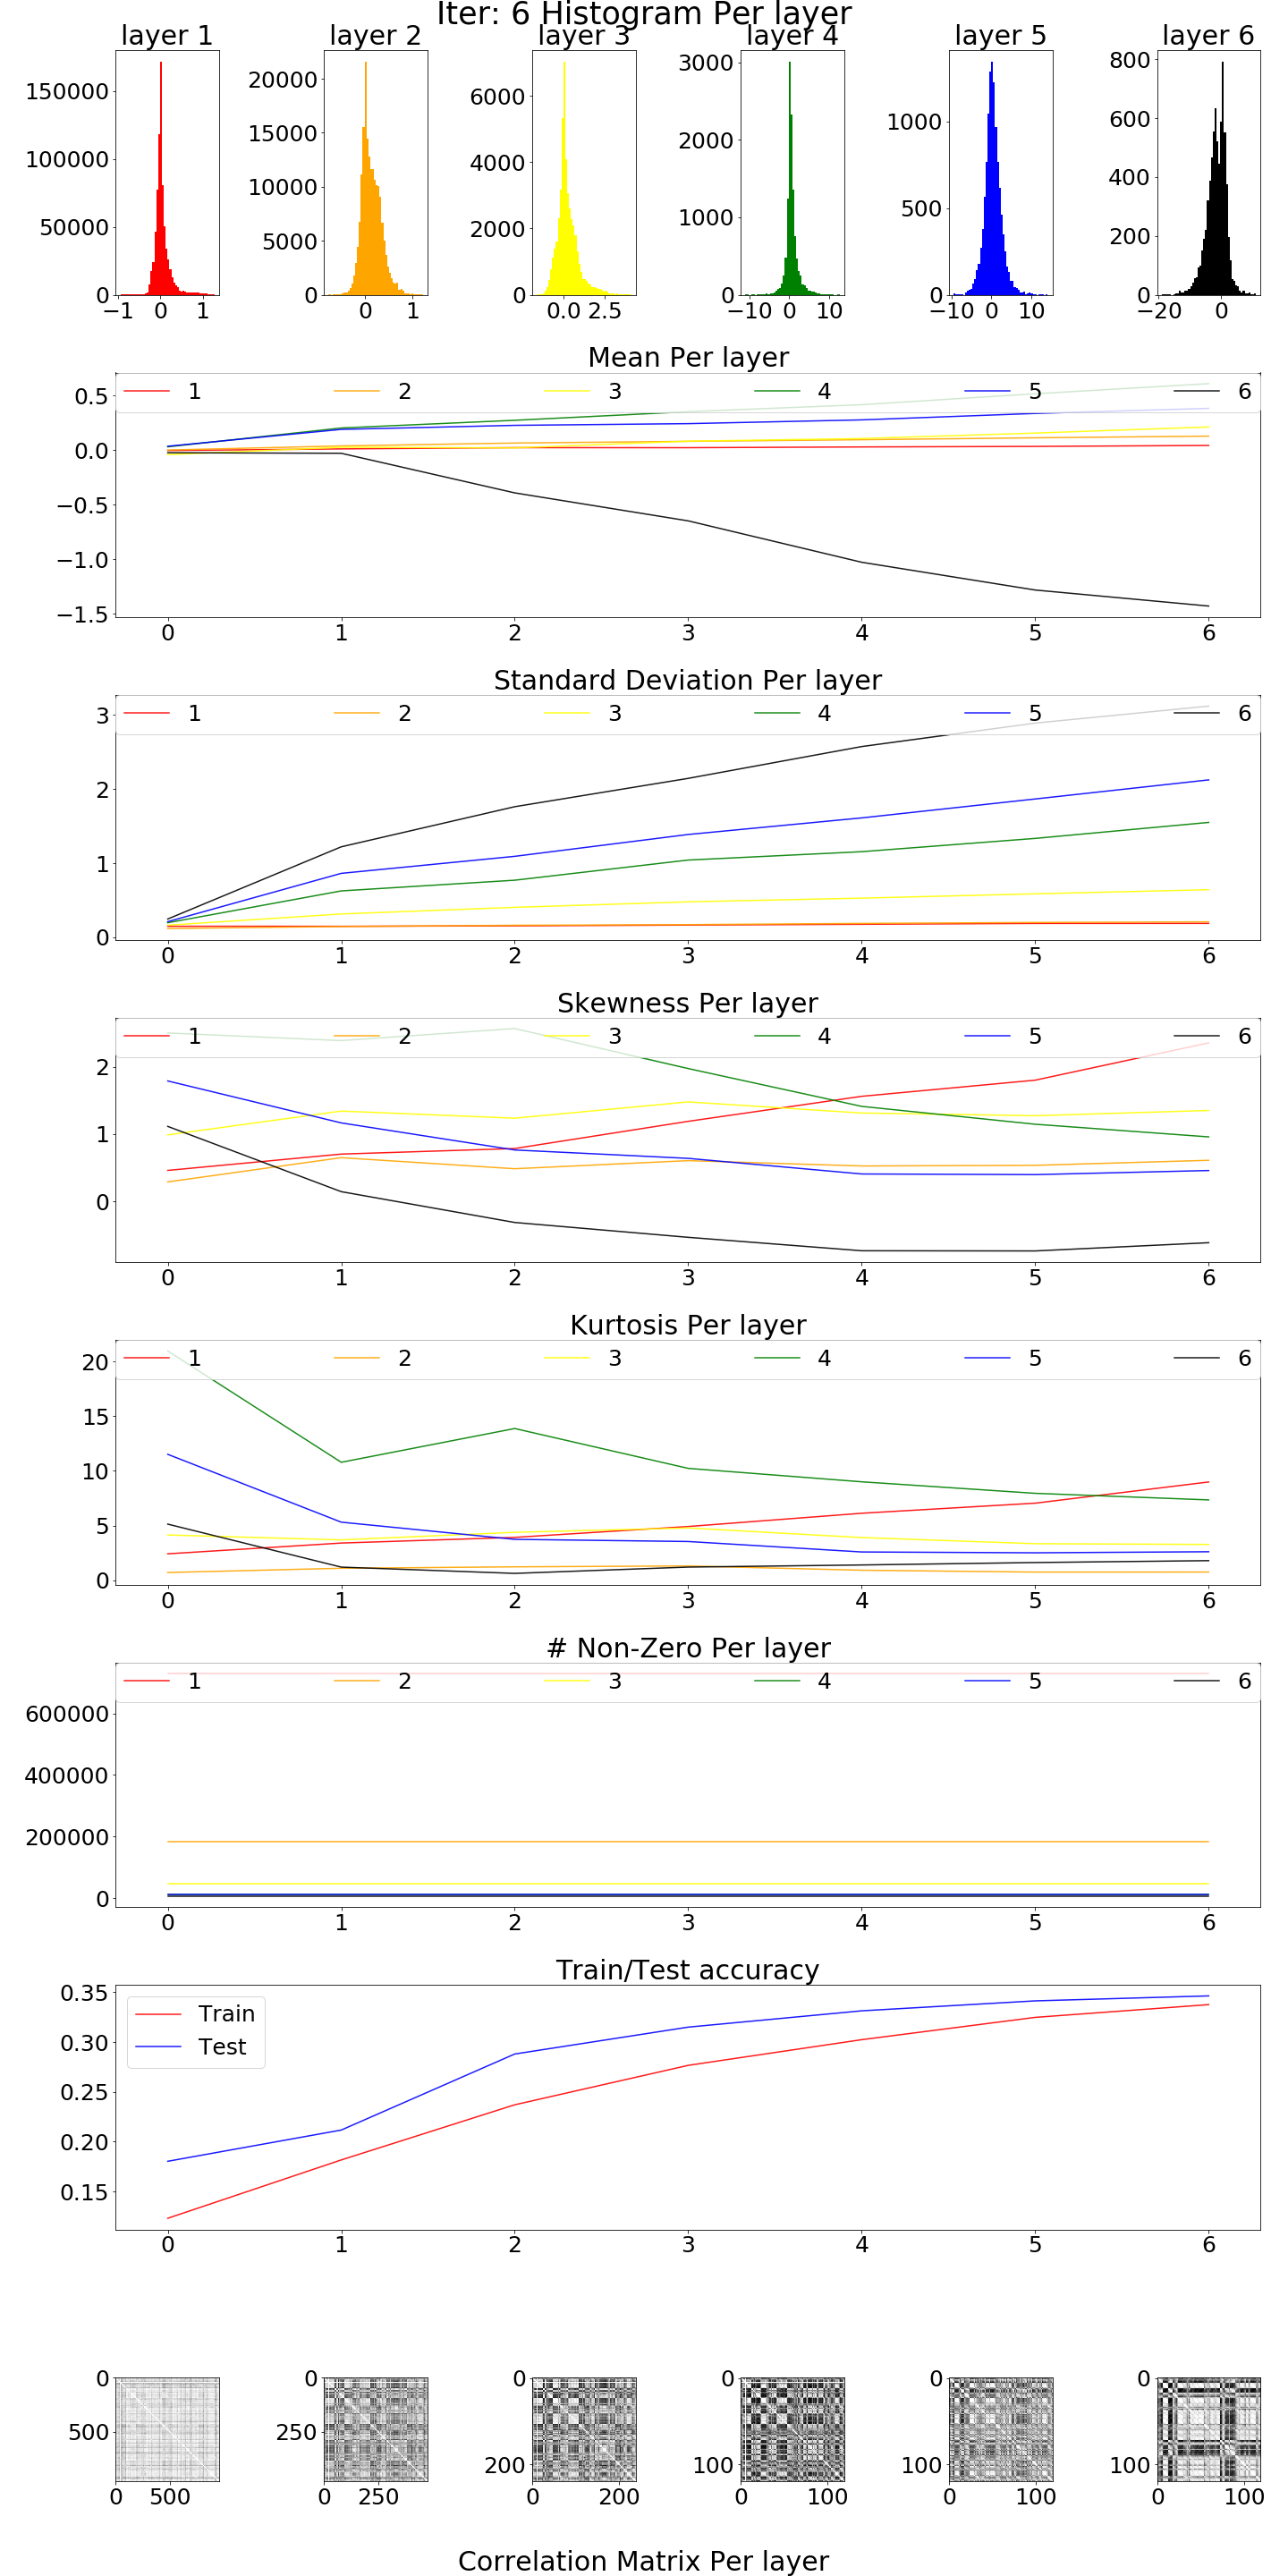 Iter: 6 Histogram Per layer
layer 1 layer 2 layer 3 layer 4 layer 5 layer 6
150000 100000 50000 0
−1 0 1
20000 15000 10000 5000 0
0 1
6000 4000 2000 0
0.0 2.5
3000 2000 1000 0
−10 0 10
1000 500 0
−10 0 10
800 600 400 200 0
−20 0
Mean Per layer
1 2 3 4 5 6
0.5
0.0
−0.5
−1.0
−1.5
0 1 2 3 4 5 6
Standard Deviation Per layer
1 2 3 4 5 6
3
2
1
0
0 1 2 3 4 5 6
Skewness Per layer
1 2 3 4 5 6
2
1
0
0 1 2 3 4 5 6
Kurtosis Per layer
1 2 3 4 5 6
20
15
10
5
0
0 1 2 3 4 5 6
# Non-Zero Per layer
1 2 3 4 5 6
600000
400000
200000
0
0 1 2 3 4 5 6
Train/Test accuracy
Train
Test
0.35
0.30
0.25
0.20
0.15
0 1 2 3 4 5 6
0 500
0 500
0 250
0 250
0 200
0 200
0 100
0 100
0 100
0 100
0 100
0 100
Correlation Matrix Per layer